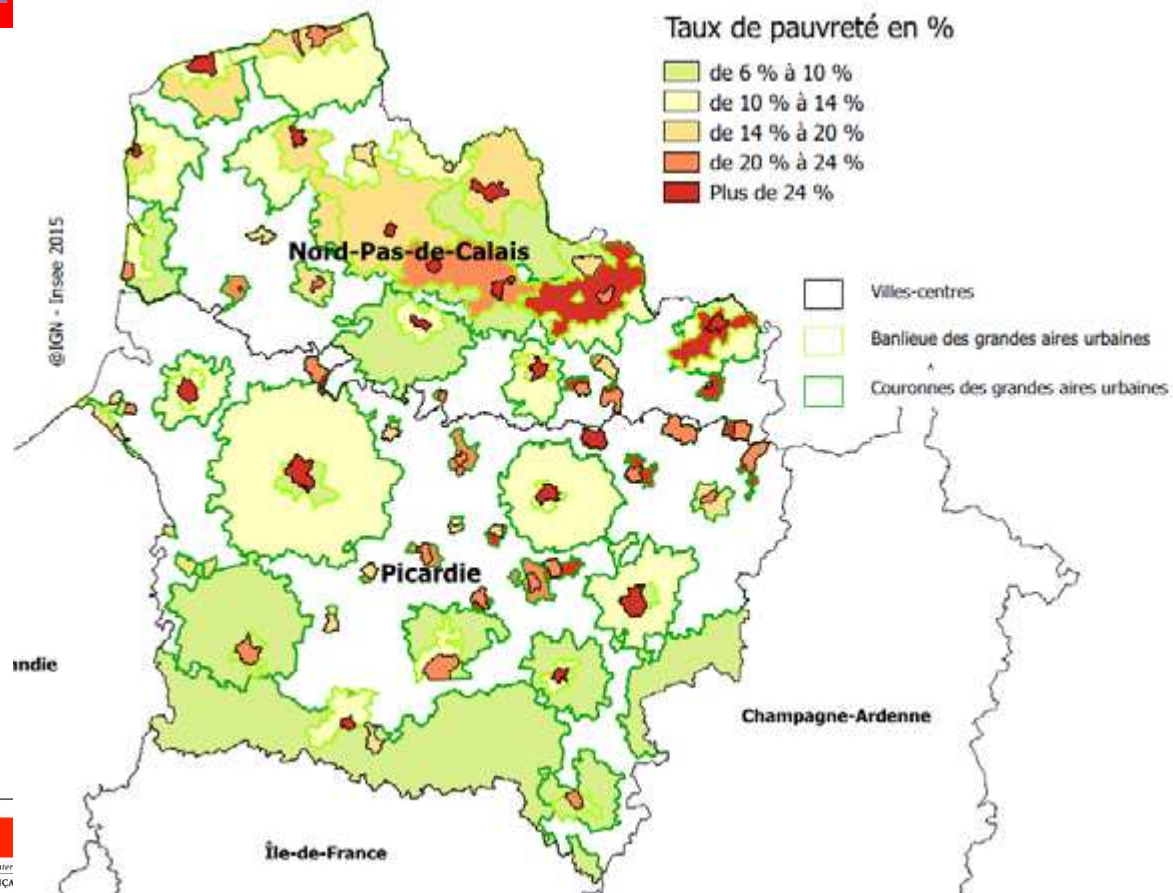 Taux de pauvreté en %
de 6 % à 10 %
de 10 % à 14 %
de 14 % à 20 %
de 20 % à 24 %
Plus de 24 %
@IGN - Insee 2015
Nord-Pas-de-Calais
Villes-centres
Banlieue des grandes aires urbaines
Couronnes des grandes aires urbaines
Picardie
Champagne-Ardenne
Île-de-France